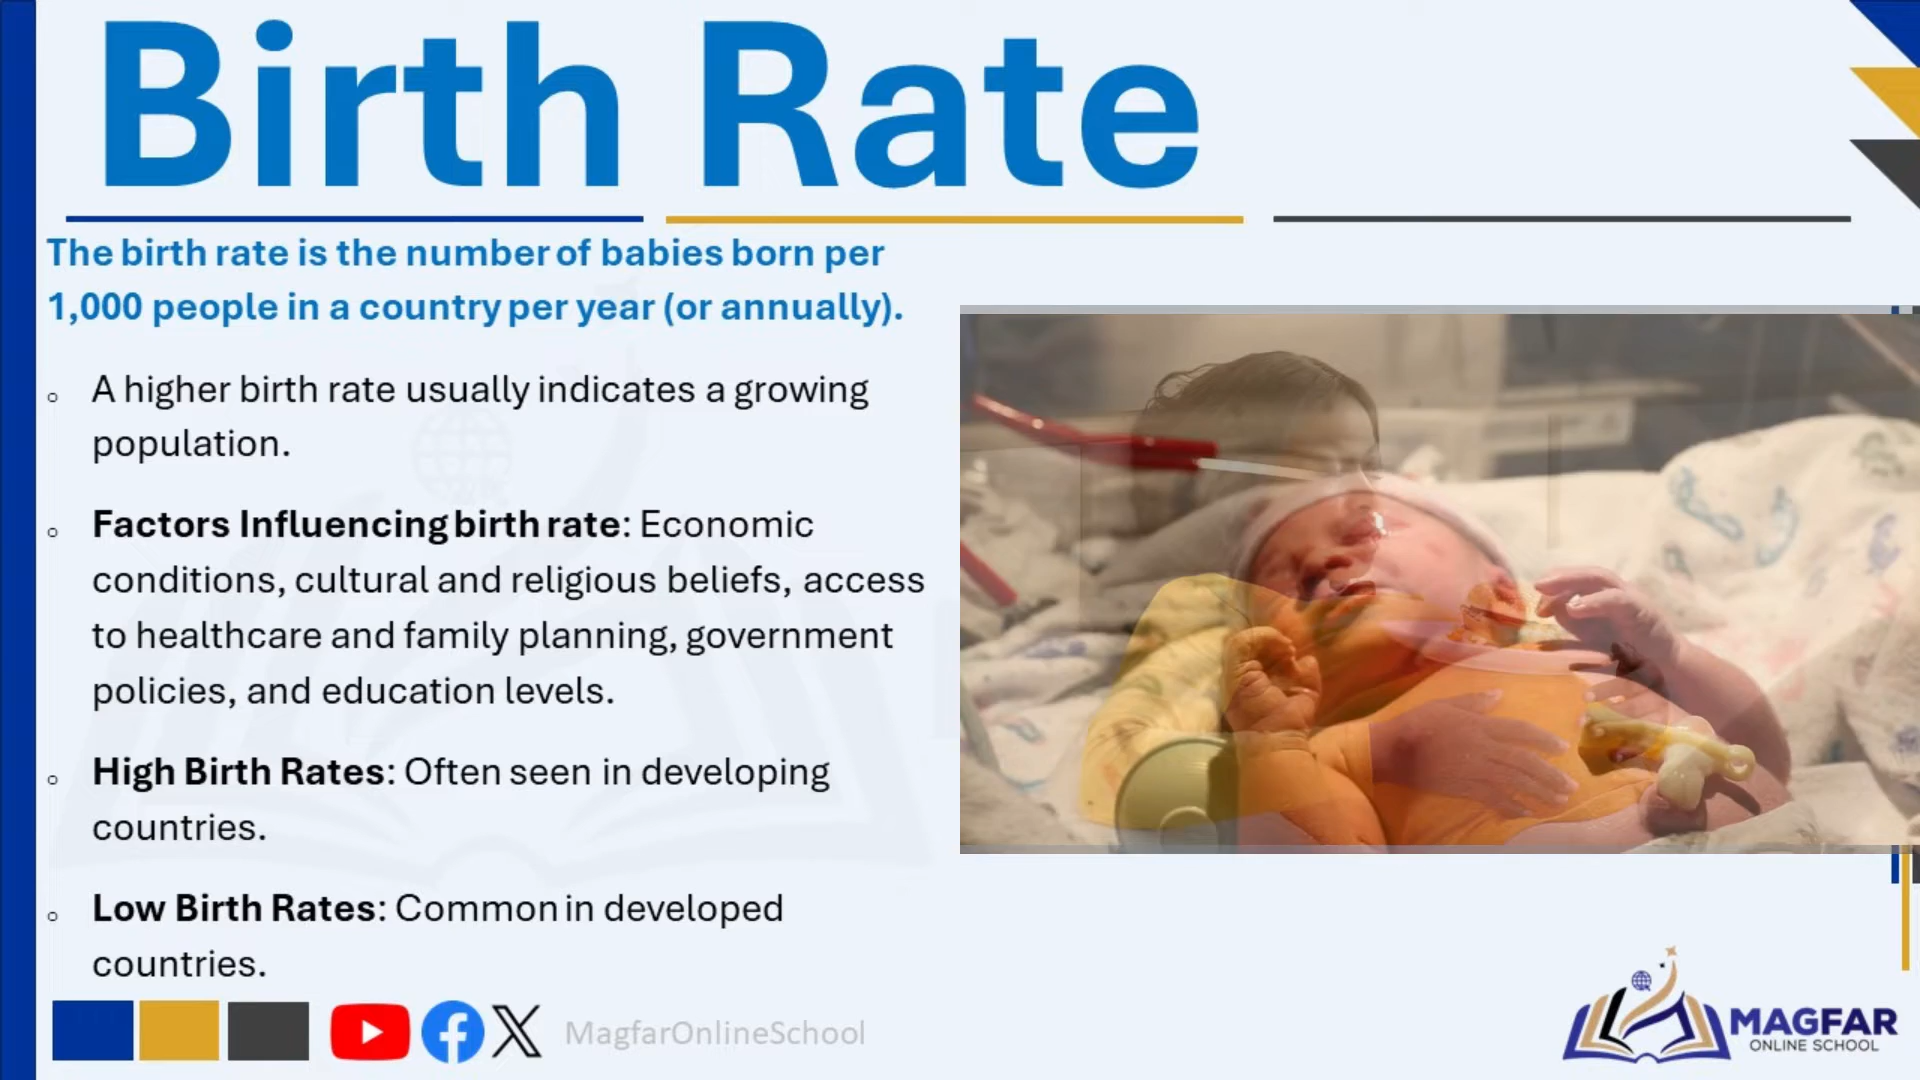 Birth Rate
The birth rate is the number of babies born per
1,000 people in a country per year (or annually).
A higher birth rate usually indicates a growing
population.
Factors Influencing birth rate: Economic
conditions, cultural and religious beliefs, access
to healthcare and family planning, government
policies, and education levels.
High Birth Rates: Often seen in developing
countries.
Low Birth Rates: Common in developed
countries.
MagfarOnlineSchool
MAGFAR
ONLINE SCHOOL